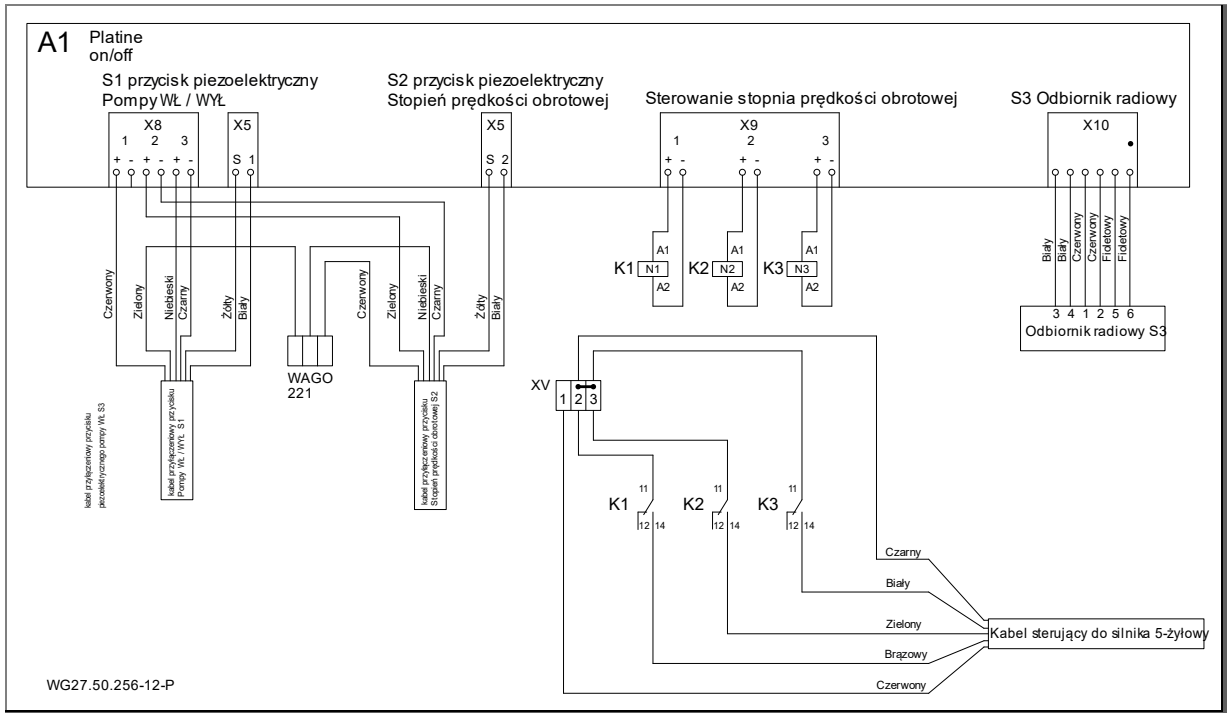 A1 Platine
on/off
S1 przycisk piezoelektryczny
Pompy WŁ / WYŁ
S2 przycisk piezoelektryczny
Stopień prędkości obrotowej
Sterowanie stopnia prędkości obrotowej
S3 Odbiornik radiowy
X8
1 2 3
+ - + - + -
X5
S 1
X5
S 2
X9
1 2 3
+ - + - + -
X10
Czerwony
Zielony
Niebieski
Czarny
Żółty
Biały
Czerwony
Zielony
Niebieski
Czarny
Żółty
Biały
K1 N1 A1 A2
K2 N2 A1 A2
K3 N3 A1 A2
Biały
Biały
Czerwony
Czerwony
Fioletowy
Fioletowy
3 4 1 2 5 6
Odbiornik radiowy S3
WAGO
221
kabel przyłączeniowy przycisku
piezoelektrycznego pompy WŁ S3
kabel przyłączeniowy przycisku
Pompy WŁ / WYŁ S1
kabel przyłączeniowy przycisku
Stopień prędkości obrotowej S2
XV 1 2 3
K1 11 12 14
K2 11 12 14
K3 11 12 14
Czarny
Biały
Zielony
Brązowy
Czerwony
Kabel sterujący do silnika 5-żyłowy
WG27.50.256-12-P